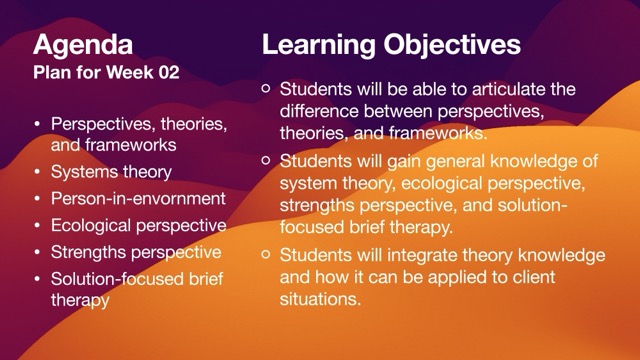 Agenda
Plan for Week 02
• Perspectives, theories,
and frameworks
• Systems theory
• Person-in-envornment
• Ecological perspective
• Strengths perspective
• Solution-focused brief
therapy
Learning Objectives
○ Students will be able to articulate the
difference between perspectives,
theories, and frameworks.
○ Students will gain general knowledge of
system theory, ecological perspective,
strengths perspective, and solution-
focused brief therapy.
○ Students will integrate theory knowledge
and how it can be applied to client
situations.